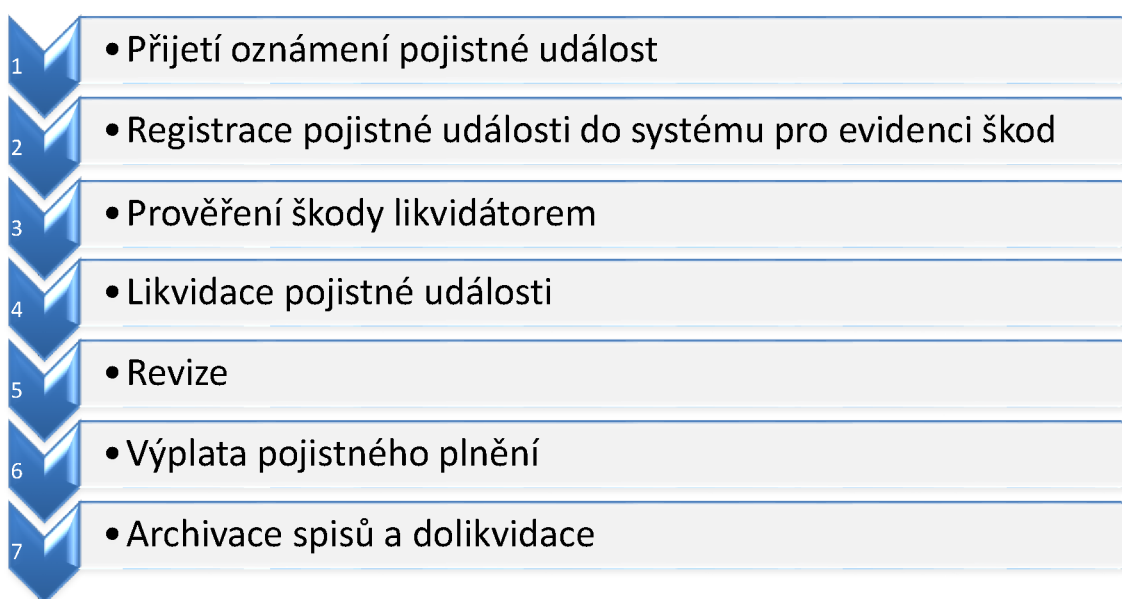 1 • Přijetí oznámení pojistné událost
2 • Registrace pojistné události do systému pro evidenci škod
3 • Prověření škody likvidátorem
4 • Likvidace pojistné události
5 • Revize
6 • Výplata pojistného plnění
7 • Archivace spisů a dolikvidace